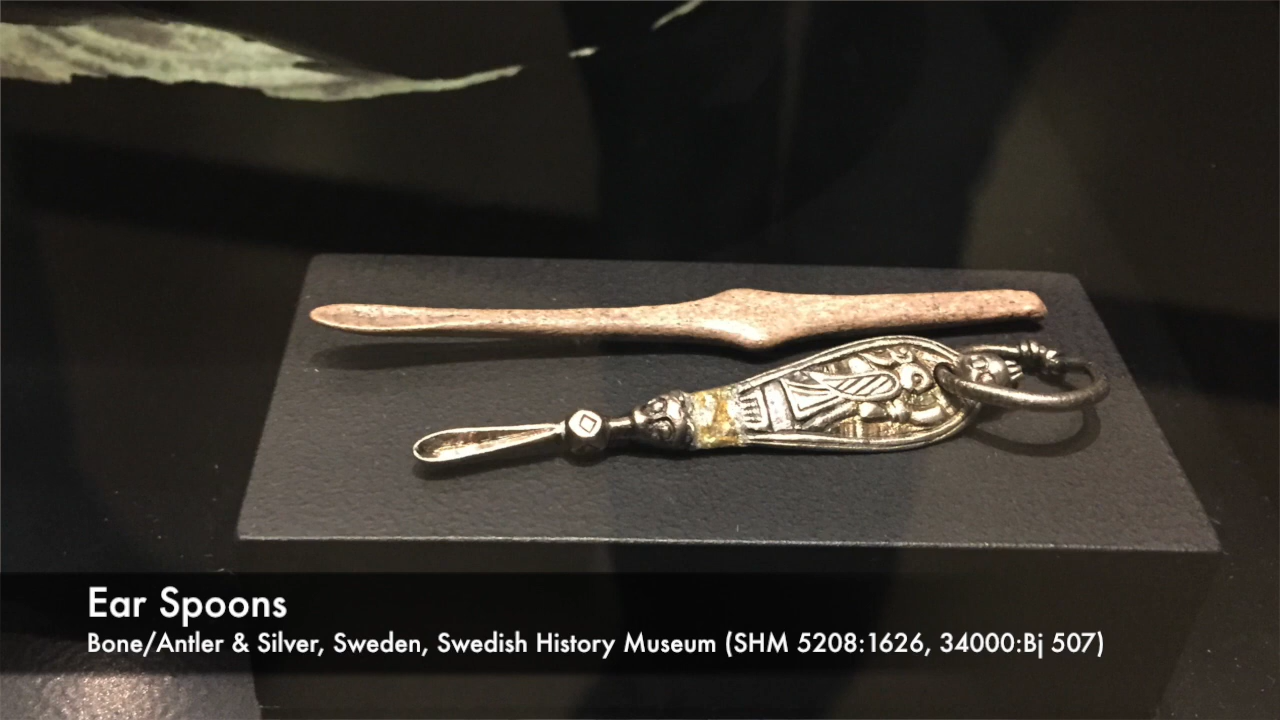 Ear Spoons
Bone/Antler & Silver, Sweden, Swedish History Museum (SHM 5208:1626, 34000:Bj 507)